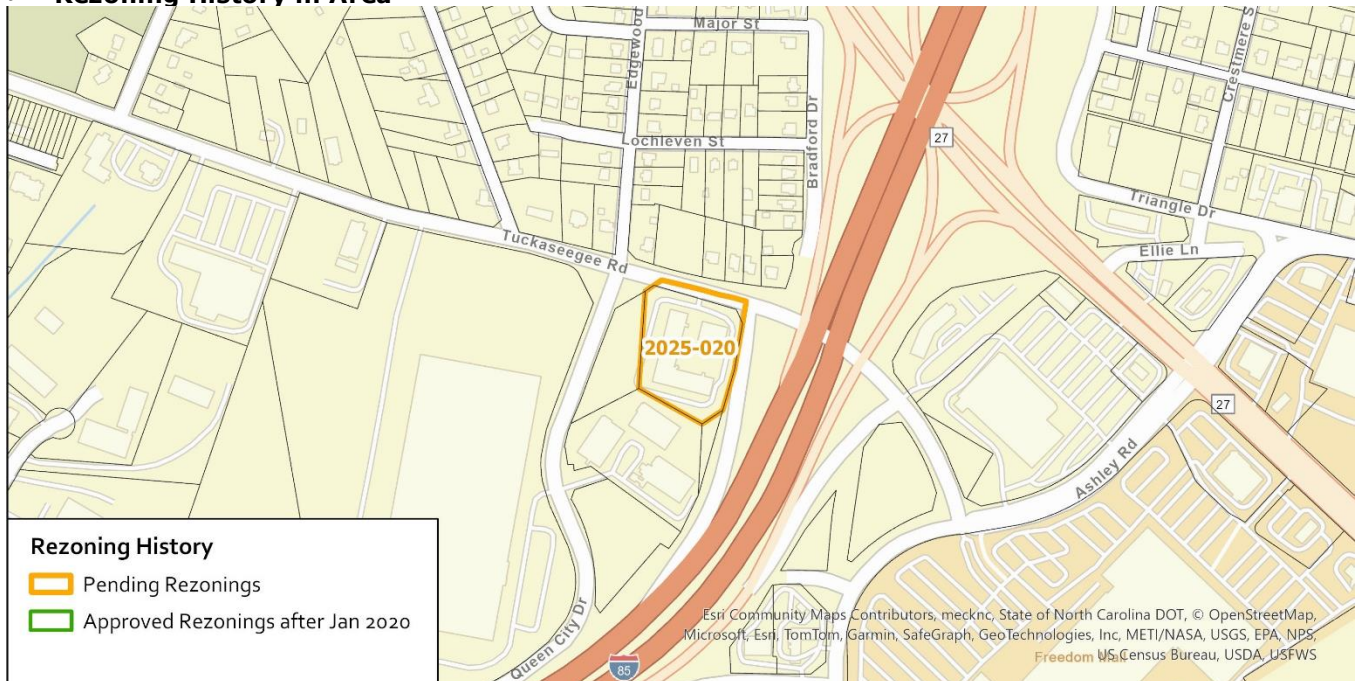 Rezoning History in Area
Major St
Edgewood
Crestmere S
27
Lochleven St
Bradford Dr
Triangle Dr
Ellie Ln
Tuckaseegee Rd
2025-020
27
Ashley Rd
Rezoning History
Pending Rezonings
Approved Rezonings after Jan 2020
Queen City Dr
85
Esri Community Maps Contributors, mecknc, State of North Carolina DOT, © OpenStreetMap,
Microsoft, Esri, TomTom, Garmin, SafeGraph, GeoTechnologies, Inc, METI/NASA, USGS, EPA, NPS,
US Census Bureau, USDA, USFWS
Freedom Mall